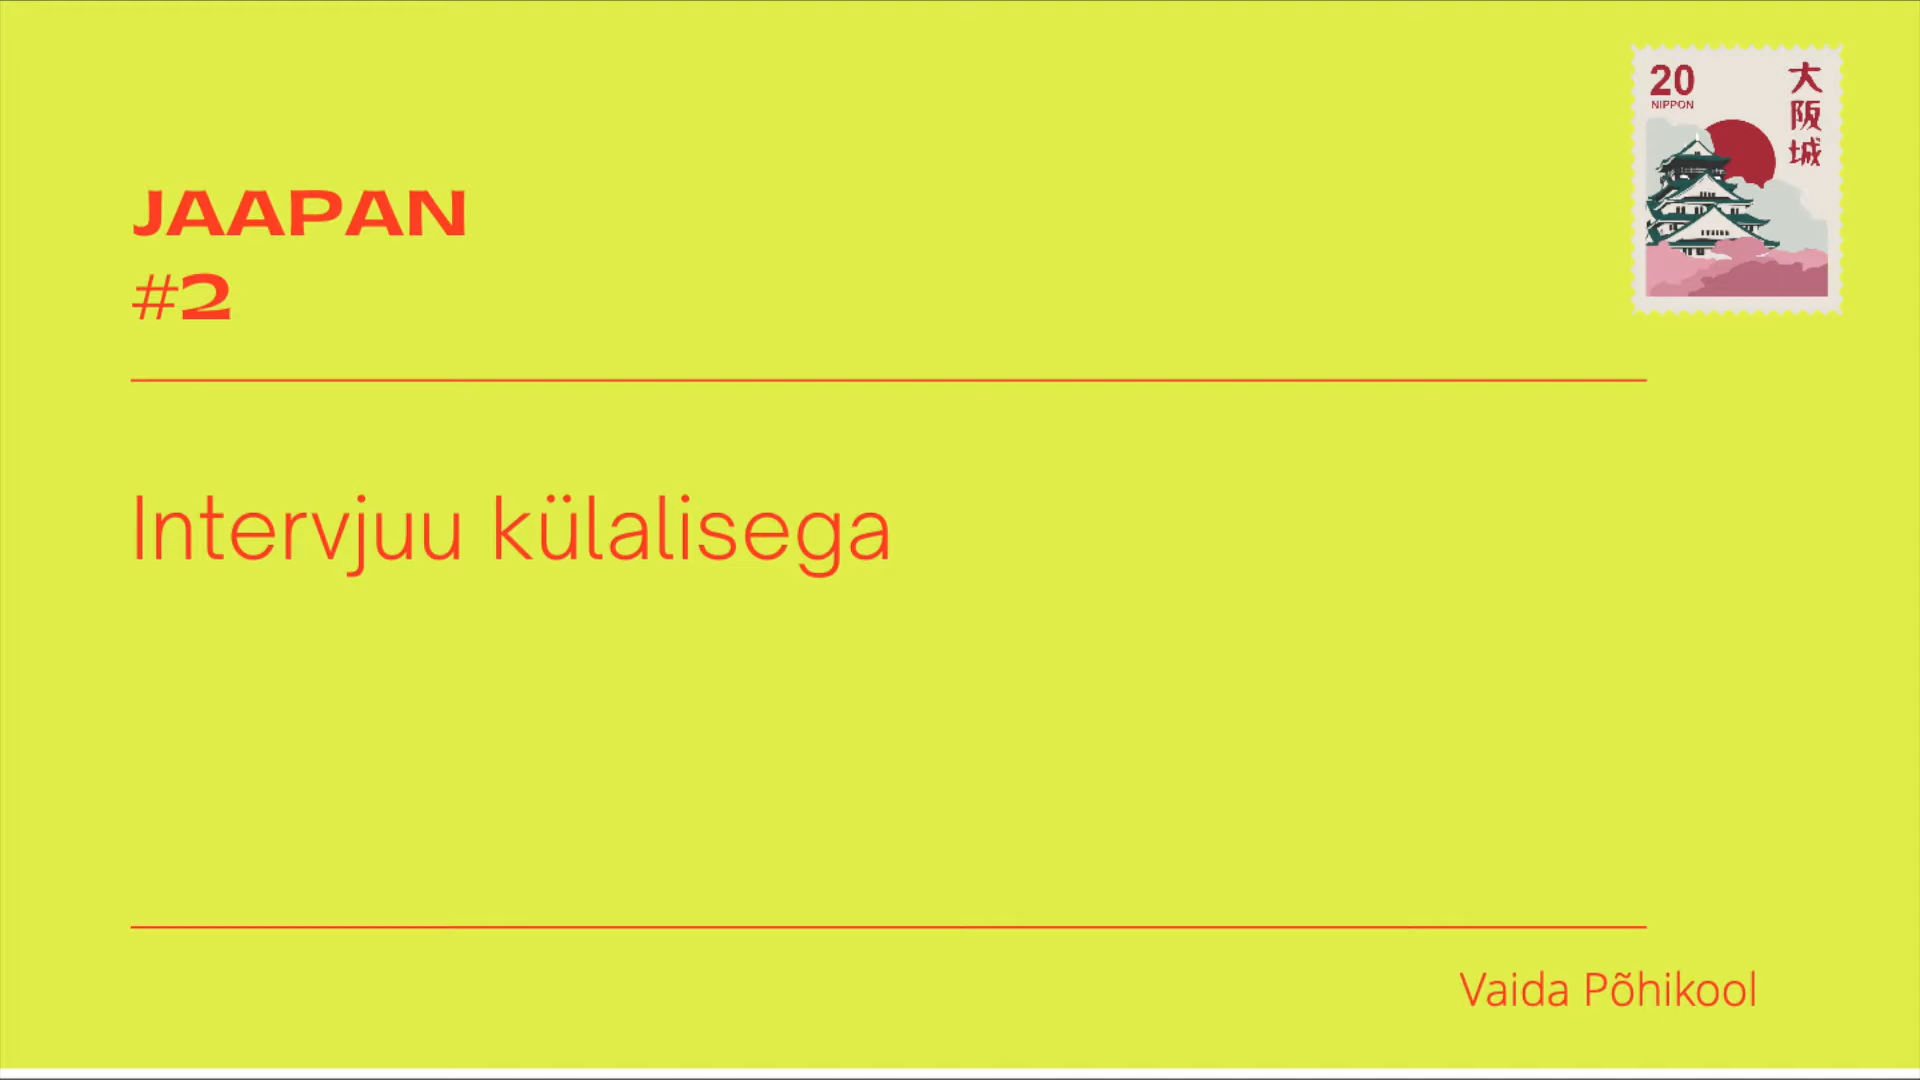 20
NIPPON
大阪城
JAAPAN
#2
Intervjuu külalisega
Vaida Põhikool